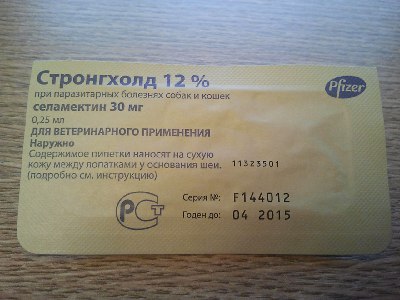 Стронгхолд 12 %
Pfizer
при паразитарных болезнях собак и кошек
селамектин 30 мг
0,25 мл
ДЛЯ ВЕТЕРИНАРНОГО ПРИМЕНЕНИЯ
Наружно
Содержимое пипетки наносят на сухую
кожу между лопатками у основания шеи.
(подробно см. инструкцию)
11323501
Серия №: F144012
Годен до: 04 2015
РСТ